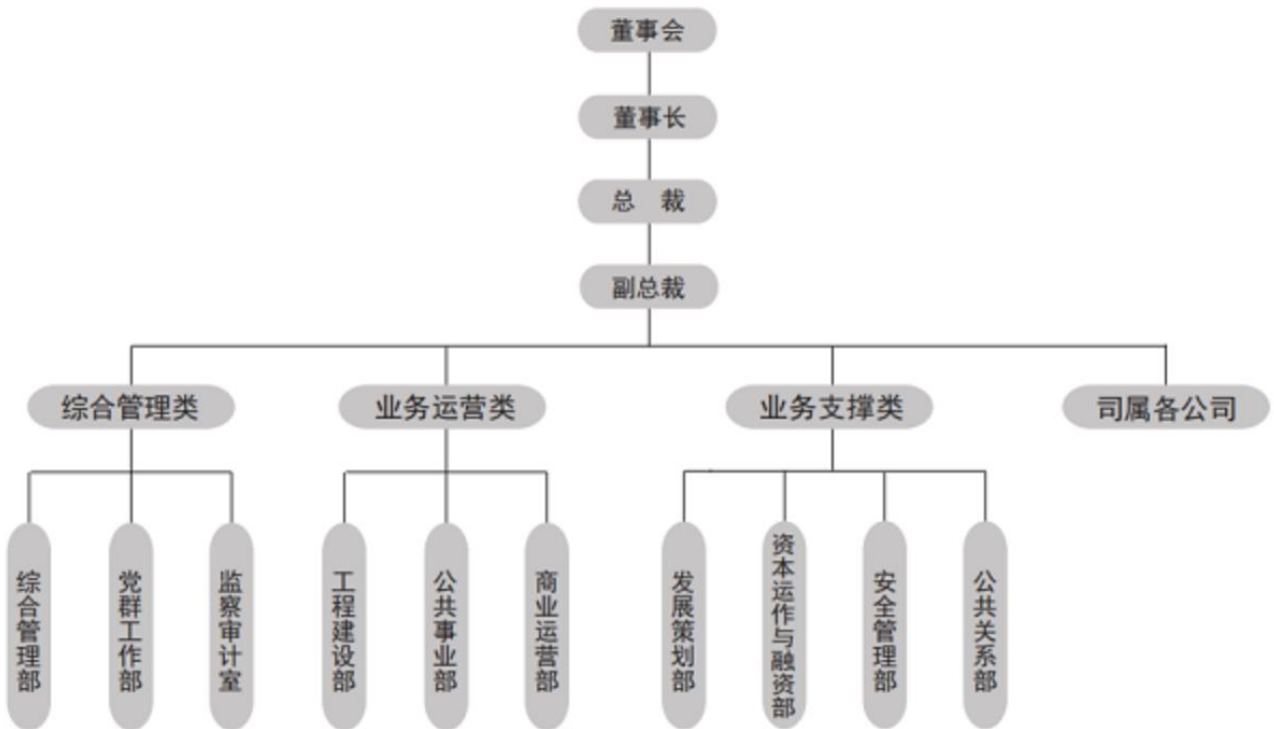 董事会
董事长
总　裁
副总裁
综合管理类
业务运营类
业务支撑类
司属各公司
综合管理部
党群工作部
监察审计室
工程建设部
公共事业部
商业运营部
发展策划部
资本运作与融资部
安全管理部
公共关系部